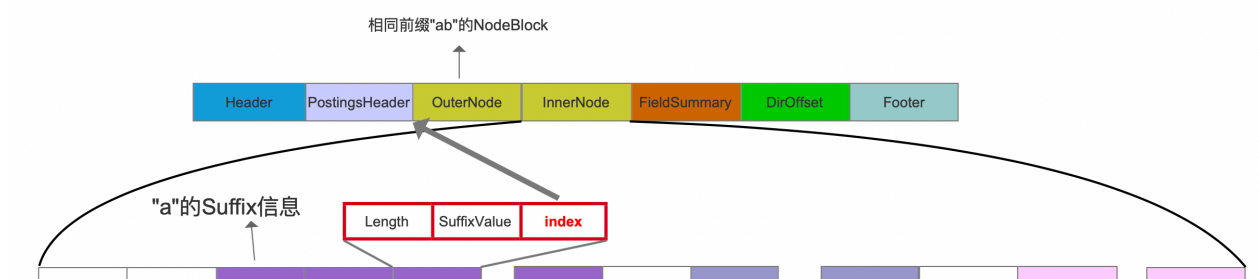 相同前缀"ab"的NodeBlock
Header PostingsHeader OuterNode InnerNode FieldSummary DirOffset Footer
"a"的Suffix信息
Length SuffixValue index